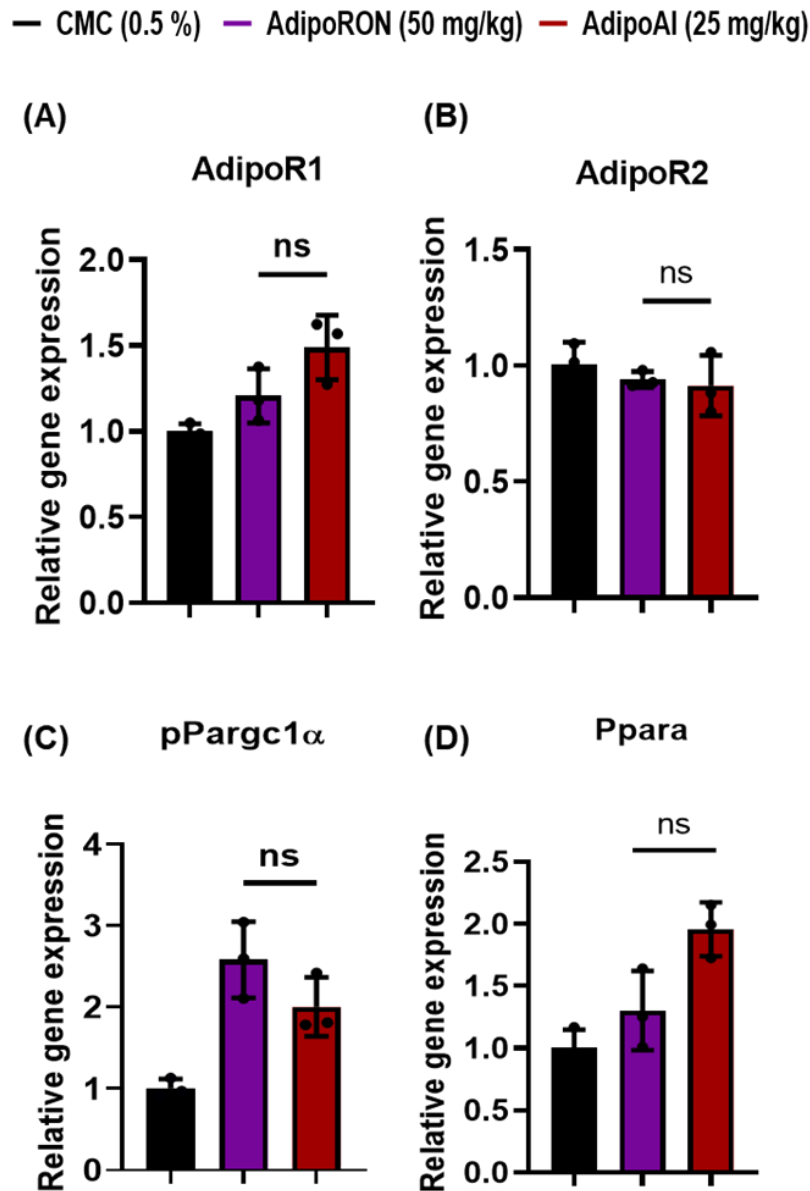 CMC (0.5 %) AdipoRON (50 mg/kg) AdipoAI (25 mg/kg)
(A)
AdipoR1
Relative gene expression
2.0
1.5
1.0
0.5
0.0
ns
(B)
AdipoR2
Relative gene expression
1.5
1.0
0.5
0.0
ns
(C)
pPargc1α
Relative gene expression
4
3
2
1
0
ns
(D)
Ppara
Relative gene expression
2.5
2.0
1.5
1.0
0.5
0.0
ns